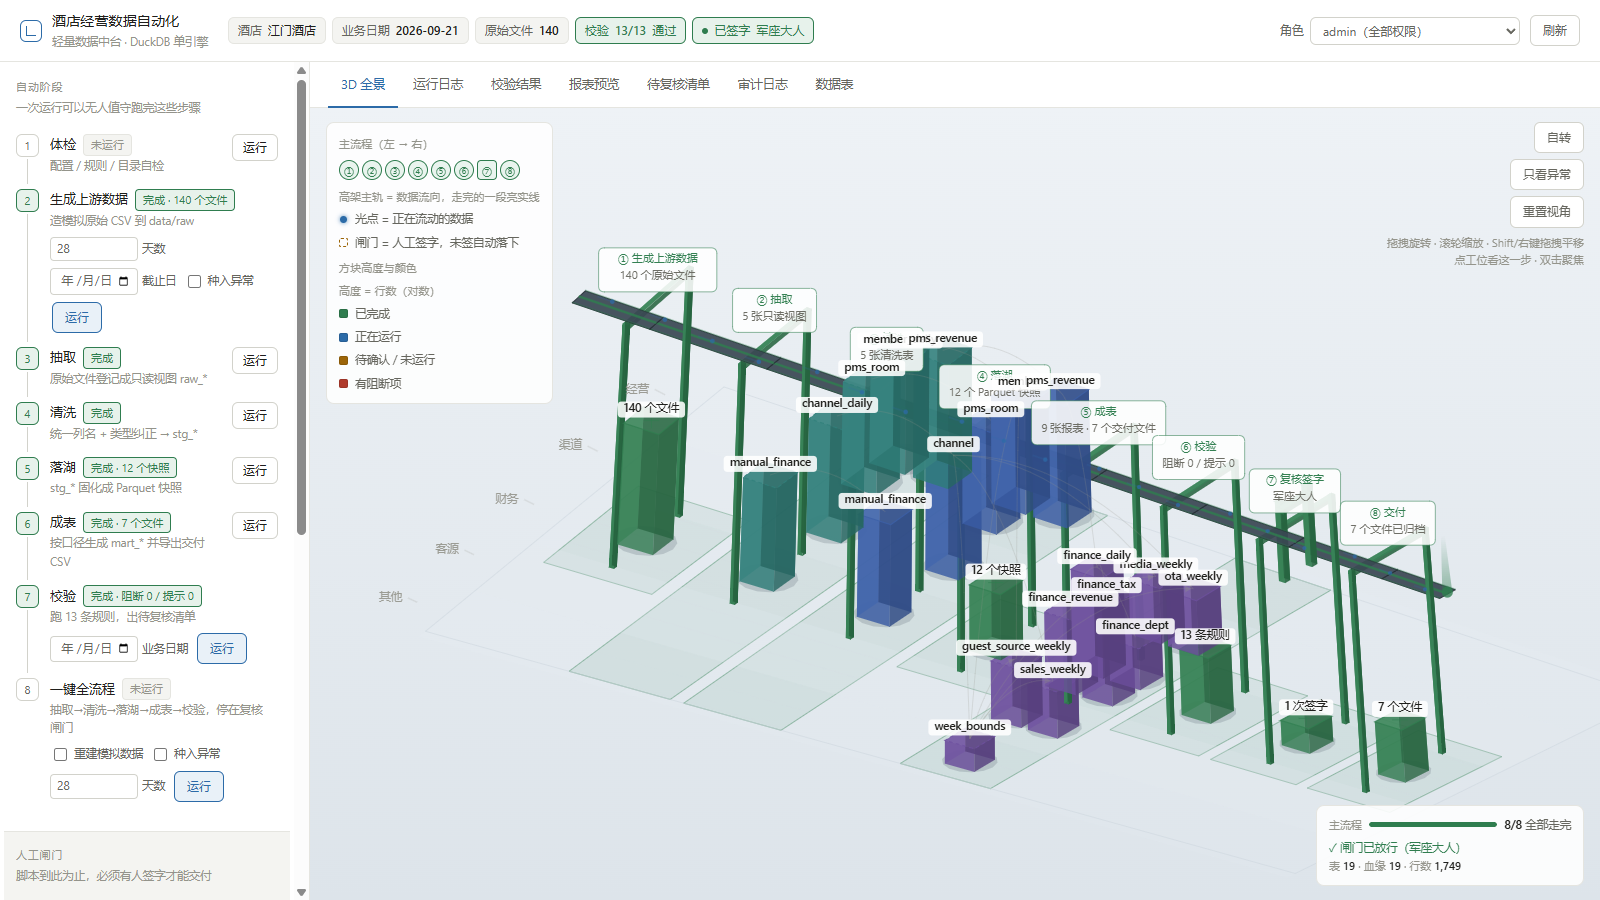 酒店经营数据自动化
轻量数据中台 · DuckDB 单引擎
酒店 江门酒店
业务日期 2026-09-21
原始文件 140
校验 13/13 通过
已签字 军座大人
角色
admin（全部权限）
刷新
自动阶段
一次运行可以无人值守跑完这些步骤
1
体检
未运行
运行
配置 / 规则 / 目录自检
2
生成上游数据
完成 · 140 个文件
造模拟原始 CSV 到 data/raw
28
天数
年 /月/日
截止日
种入异常
运行
3
抽取
完成
运行
原始文件登记成只读视图 raw_*
4
清洗
完成
运行
统一列名 + 类型纠正 → stg_*
5
落湖
完成 · 12 个快照
运行
stg_* 固化成 Parquet 快照
6
成表
完成 · 7 个文件
运行
按口径生成 mart_* 并导出交付
CSV
7
校验
完成 · 阻断 0 / 提示 0
跑 13 条规则，出待复核清单
年 /月/日
业务日期
运行
8
一键全流程
未运行
抽取→清洗→落湖→成表→校验，停在复核
闸门
重建模拟数据
种入异常
28
天数
运行
人工闸门
脚本到此为止，必须有人签字才能交付
3D 全景
运行日志
校验结果
报表预览
待复核清单
审计日志
数据表
主流程（左 → 右）
① ② ③ ④ ⑤ ⑥ ⑦ ⑧
高架主轨 = 数据流向，走完的一段亮实线
光点 = 正在流动的数据
闸门 = 人工签字，未签自动落下
方块高度与颜色
高度 = 行数（对数）
已完成
正在运行
待确认 / 未运行
有阻断项
自转
只看异常
重置视角
拖拽旋转 · 滚轮缩放 · Shift/右键拖拽平移
点工位看这一步 · 双击聚焦
① 生成上游数据
140 个原始文件
② 抽取
5 张只读视图
membe
pms_revenue
5 张清洗表
pms_room
④ 落湖
mem
pms_revenue
12 个 Parquet 快照
经营
140 个文件
channel_daily
pms_room
⑤ 成表
9 张报表 · 7 个交付文件
渠道
channel
⑥ 校验
阻断 0 / 提示 0
manual_finance
⑦ 复核签字
军座大人
财务
manual_finance
⑧ 交付
7 个文件已归档
客源
finance_daily
media_weekly
12 个快照
ota_weekly
finance_tax
其他
finance_revenue
finance_dept
13 条规则
guest_source_weekly
sales_weekly
1 次签字
7 个文件
week_bounds
主流程
8/8 全部走完
✓ 闸门已放行（军座大人）
表 19 · 血缘 19 · 行数 1,749